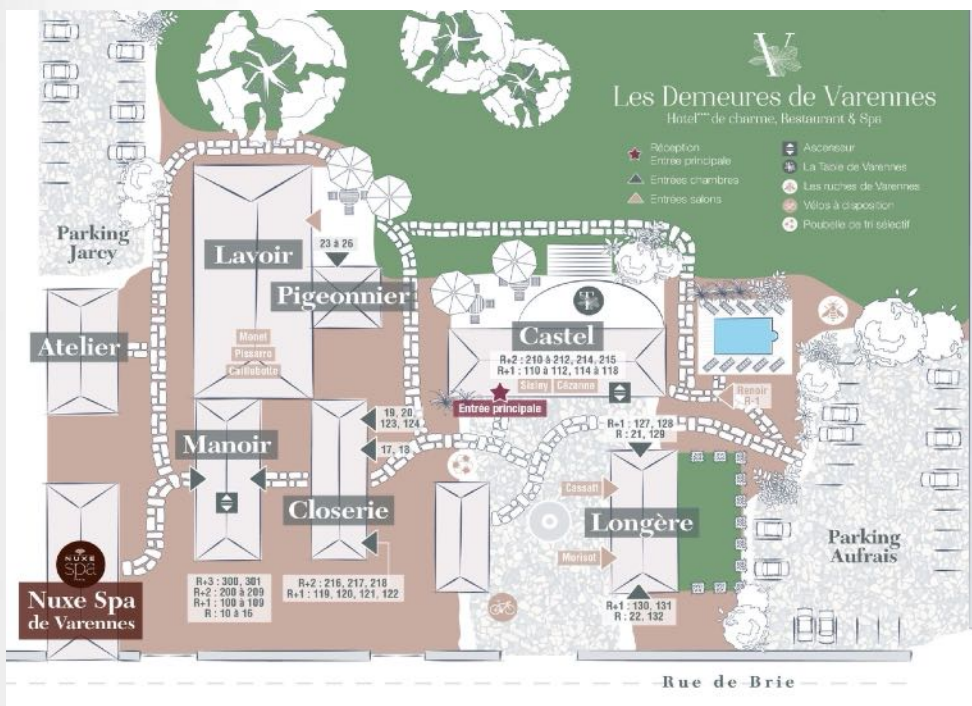 V
Les Demeures de Varennes
Hotel**** de charme, Restaurant & Spa
Réception
Entrée principale
Entrées chambres
Entrées salons
Ascenseur
La Table de Varennes
Les ruches de Varennes
Vélos à disposition
Poubelle de tri sélectif
Parking
Jarcy
Lavoir
23 à 26
Pigeonnier
Atelier
Monet
Pissarro
Caillebotte
T
Castel
R+2 : 210 à 212, 214, 215
R+1 : 110 à 112, 114 à 118
Sisley
Cézanne
Entrée principale
Renoir
R-1
19, 20,
123, 124
17, 18
Manoir
Closerie
R+1 : 127, 128
R : 21, 129
Cassatt
Longère
Morisot
Parking
Aufrais
NUXE
spa
Nuxe Spa
de Varennes
R+3 : 300, 301
R+2 : 200 à 209
R+1 : 100 à 109
R : 10 à 16
R+2 : 216, 217, 218
R+1 : 119, 120, 121, 122
R+1 : 130, 131
R : 22, 132
Rue de Brie